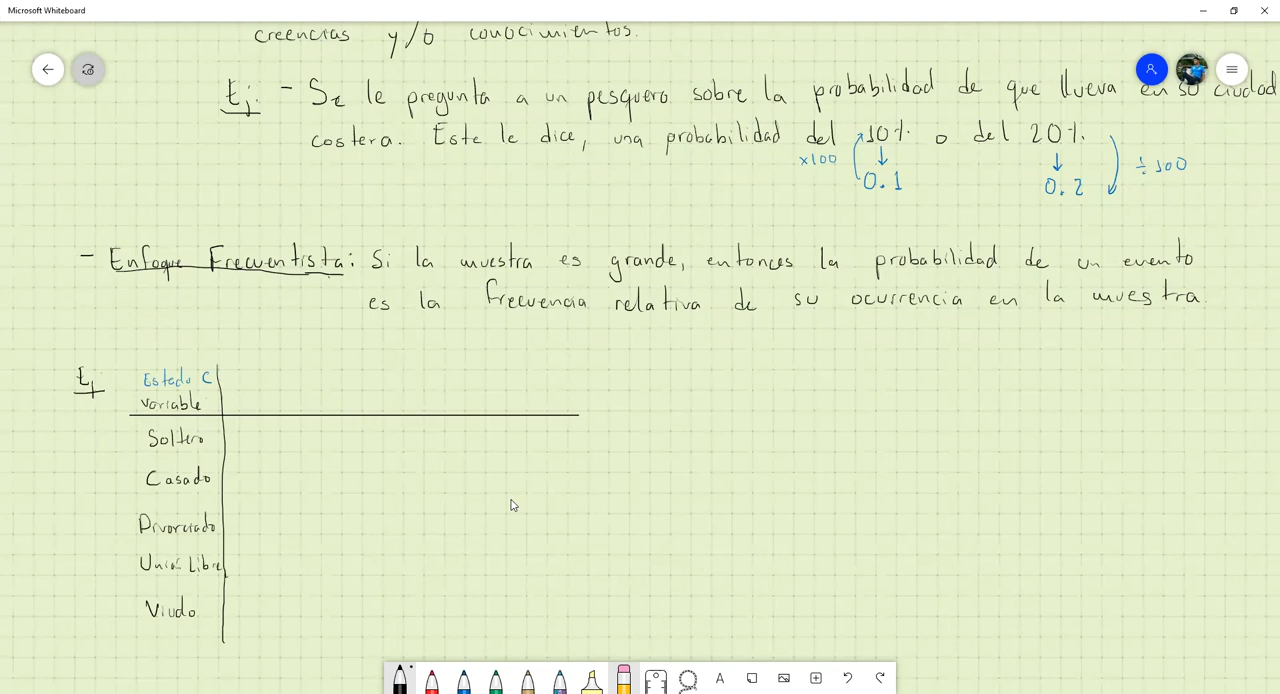 Microsoft Whiteboard
creencias y/o conocimientos.
Ej: - Se le pregunta a un pesquero sobre la probabilidad de que llueva en su ciudad
costera. Este le dice, una probabilidad del 10% o del 20%.
x100 ÷100
0.1 0.2
- Enfoque Frecuentista: Si la muestra es grande, entonces la probabilidad de un evento
es la frecuencia relativa de su ocurrencia en la muestra.
Ej Estado C
variable
Soltero
Casado
Divorciado
Unión Libre
Viudo
A